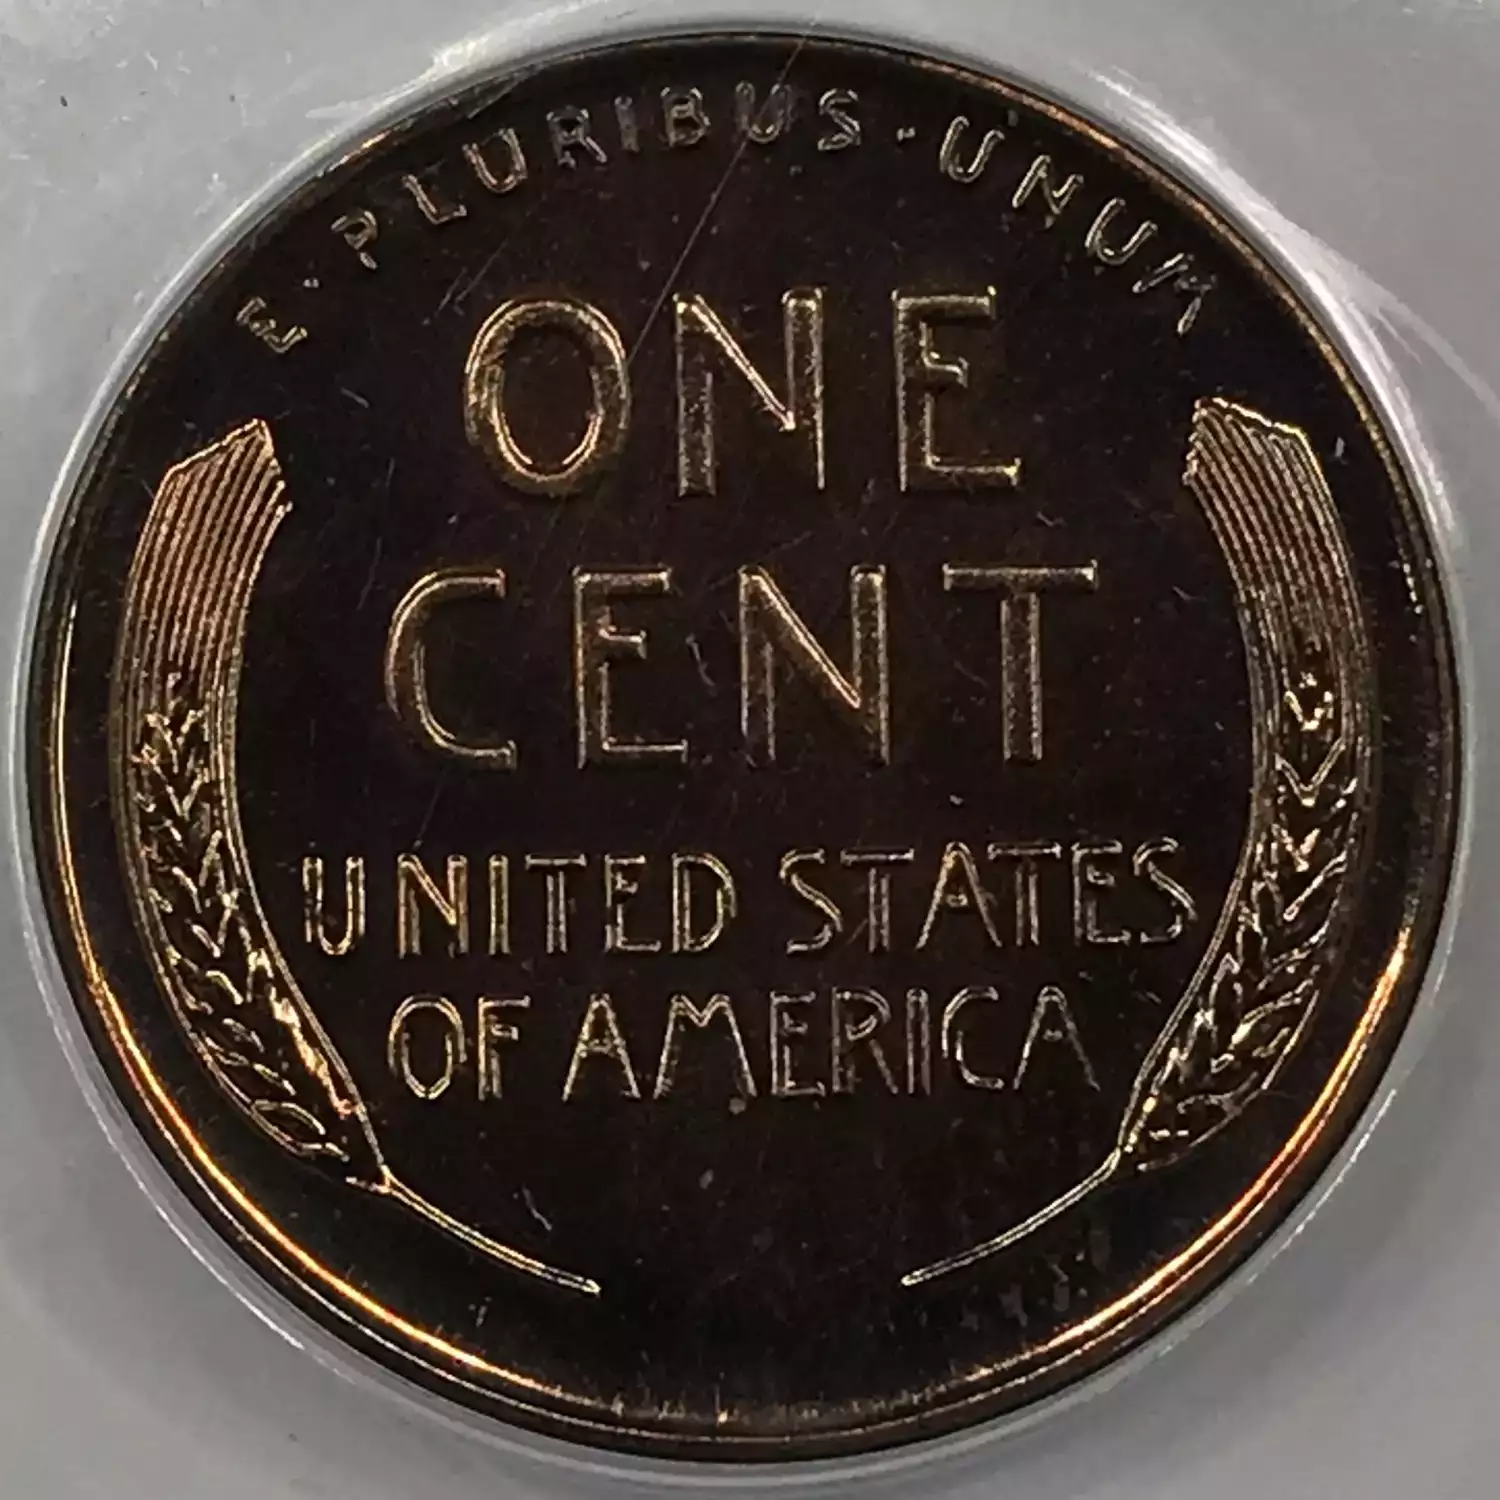 E · PLURIBUS · UNUM
ONE
CENT
UNITED STATES
OF AMERICA